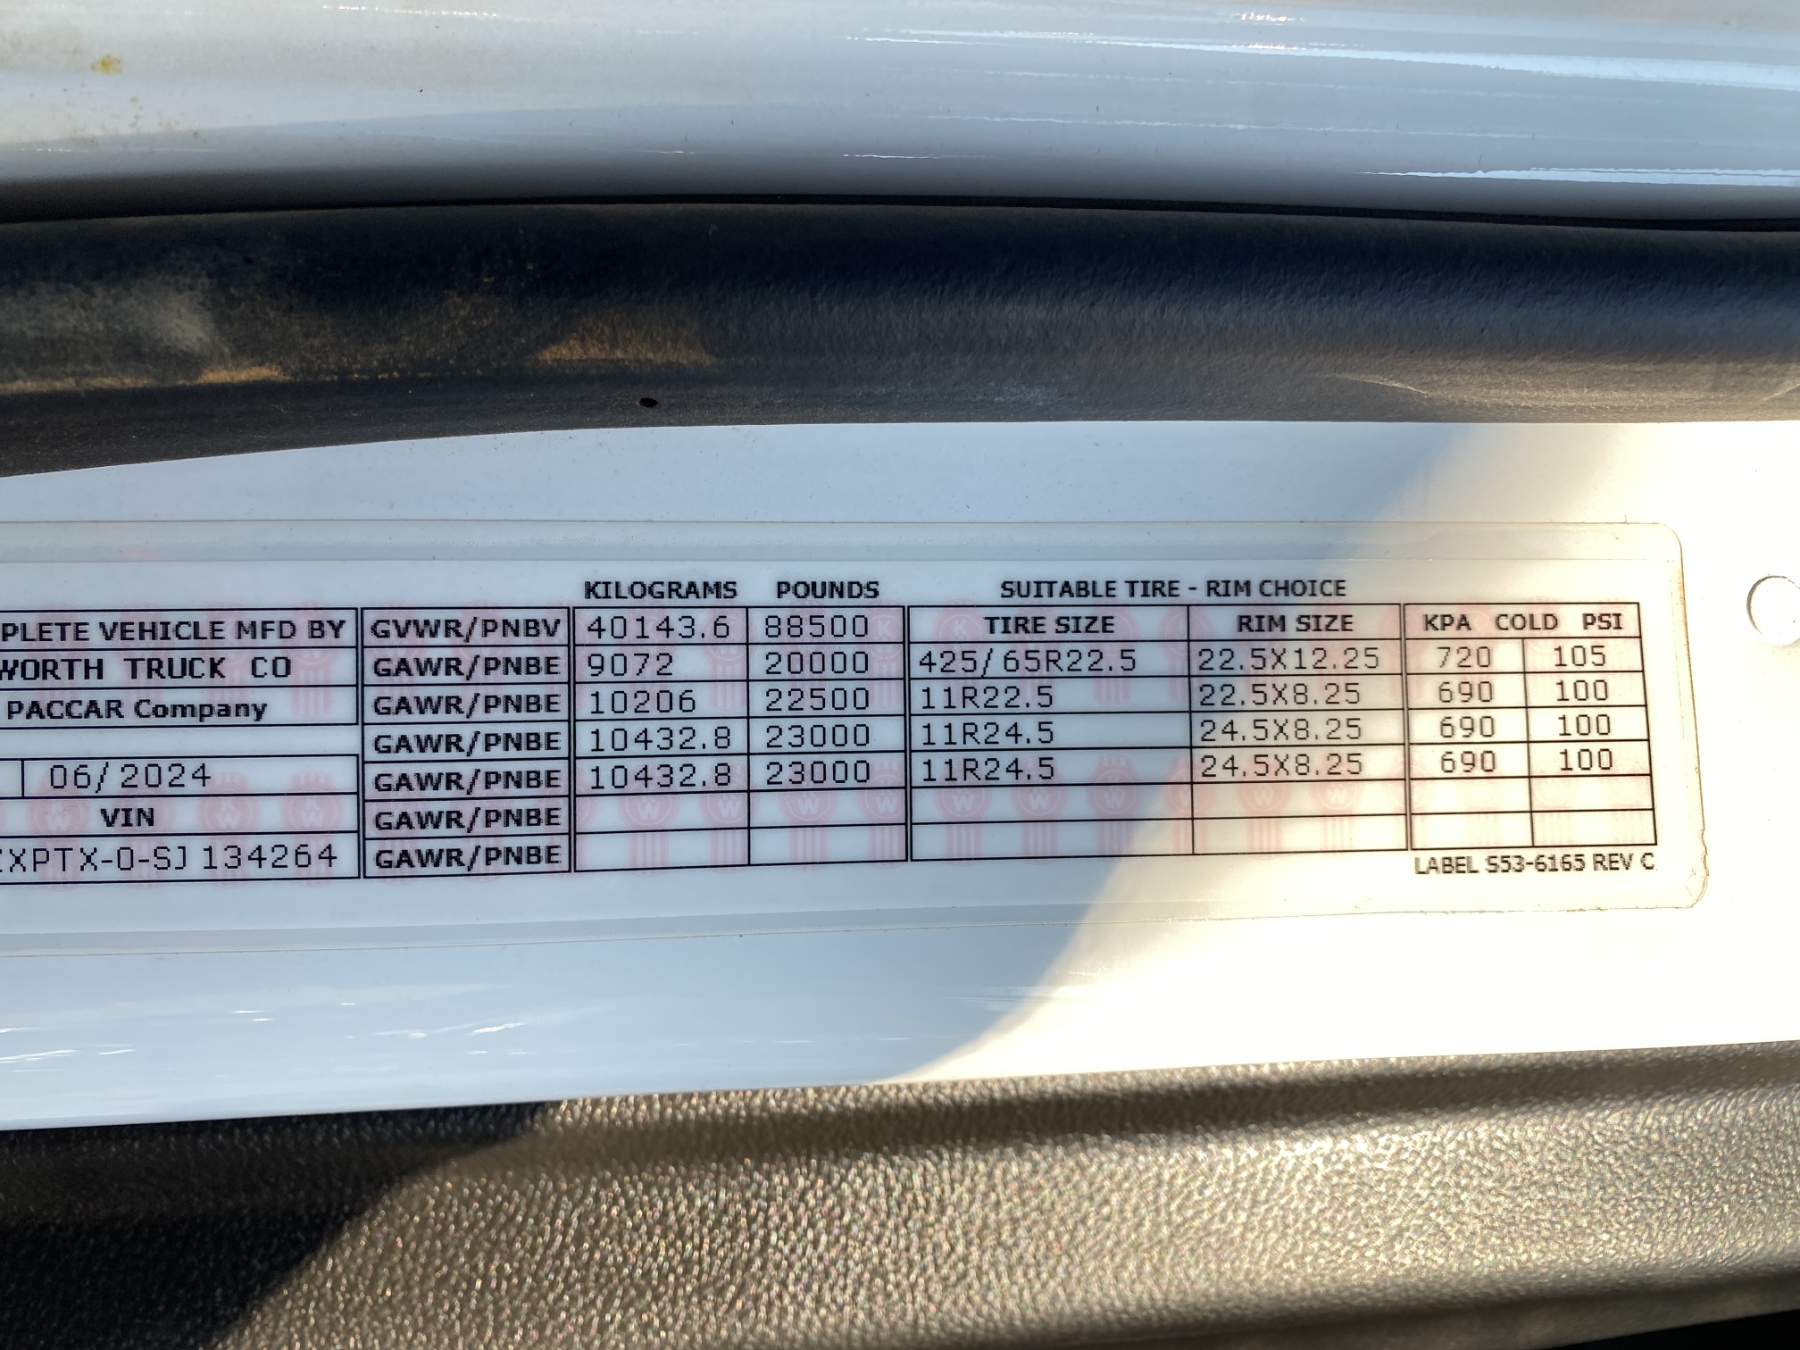 KILOGRAMS POUNDS SUITABLE TIRE - RIM CHOICE
PLETE VEHICLE MFD BY GVWR/PNBV 40143.6 88500 TIRE SIZE RIM SIZE KPA COLD PSI
WORTH TRUCK CO GAWR/PNBE 9072 20000 425/65R22.5 22.5X12.25 720 105
PACCAR Company GAWR/PNBE 10206 22500 11R22.5 22.5X8.25 690 100
GAWR/PNBE 10432.8 23000 11R24.5 24.5X8.25 690 100
06/2024 GAWR/PNBE 10432.8 23000 11R24.5 24.5X8.25 690 100
VIN GAWR/PNBE
XPTX-0-SJ134264 GAWR/PNBE
LABEL S53-6165 REV C